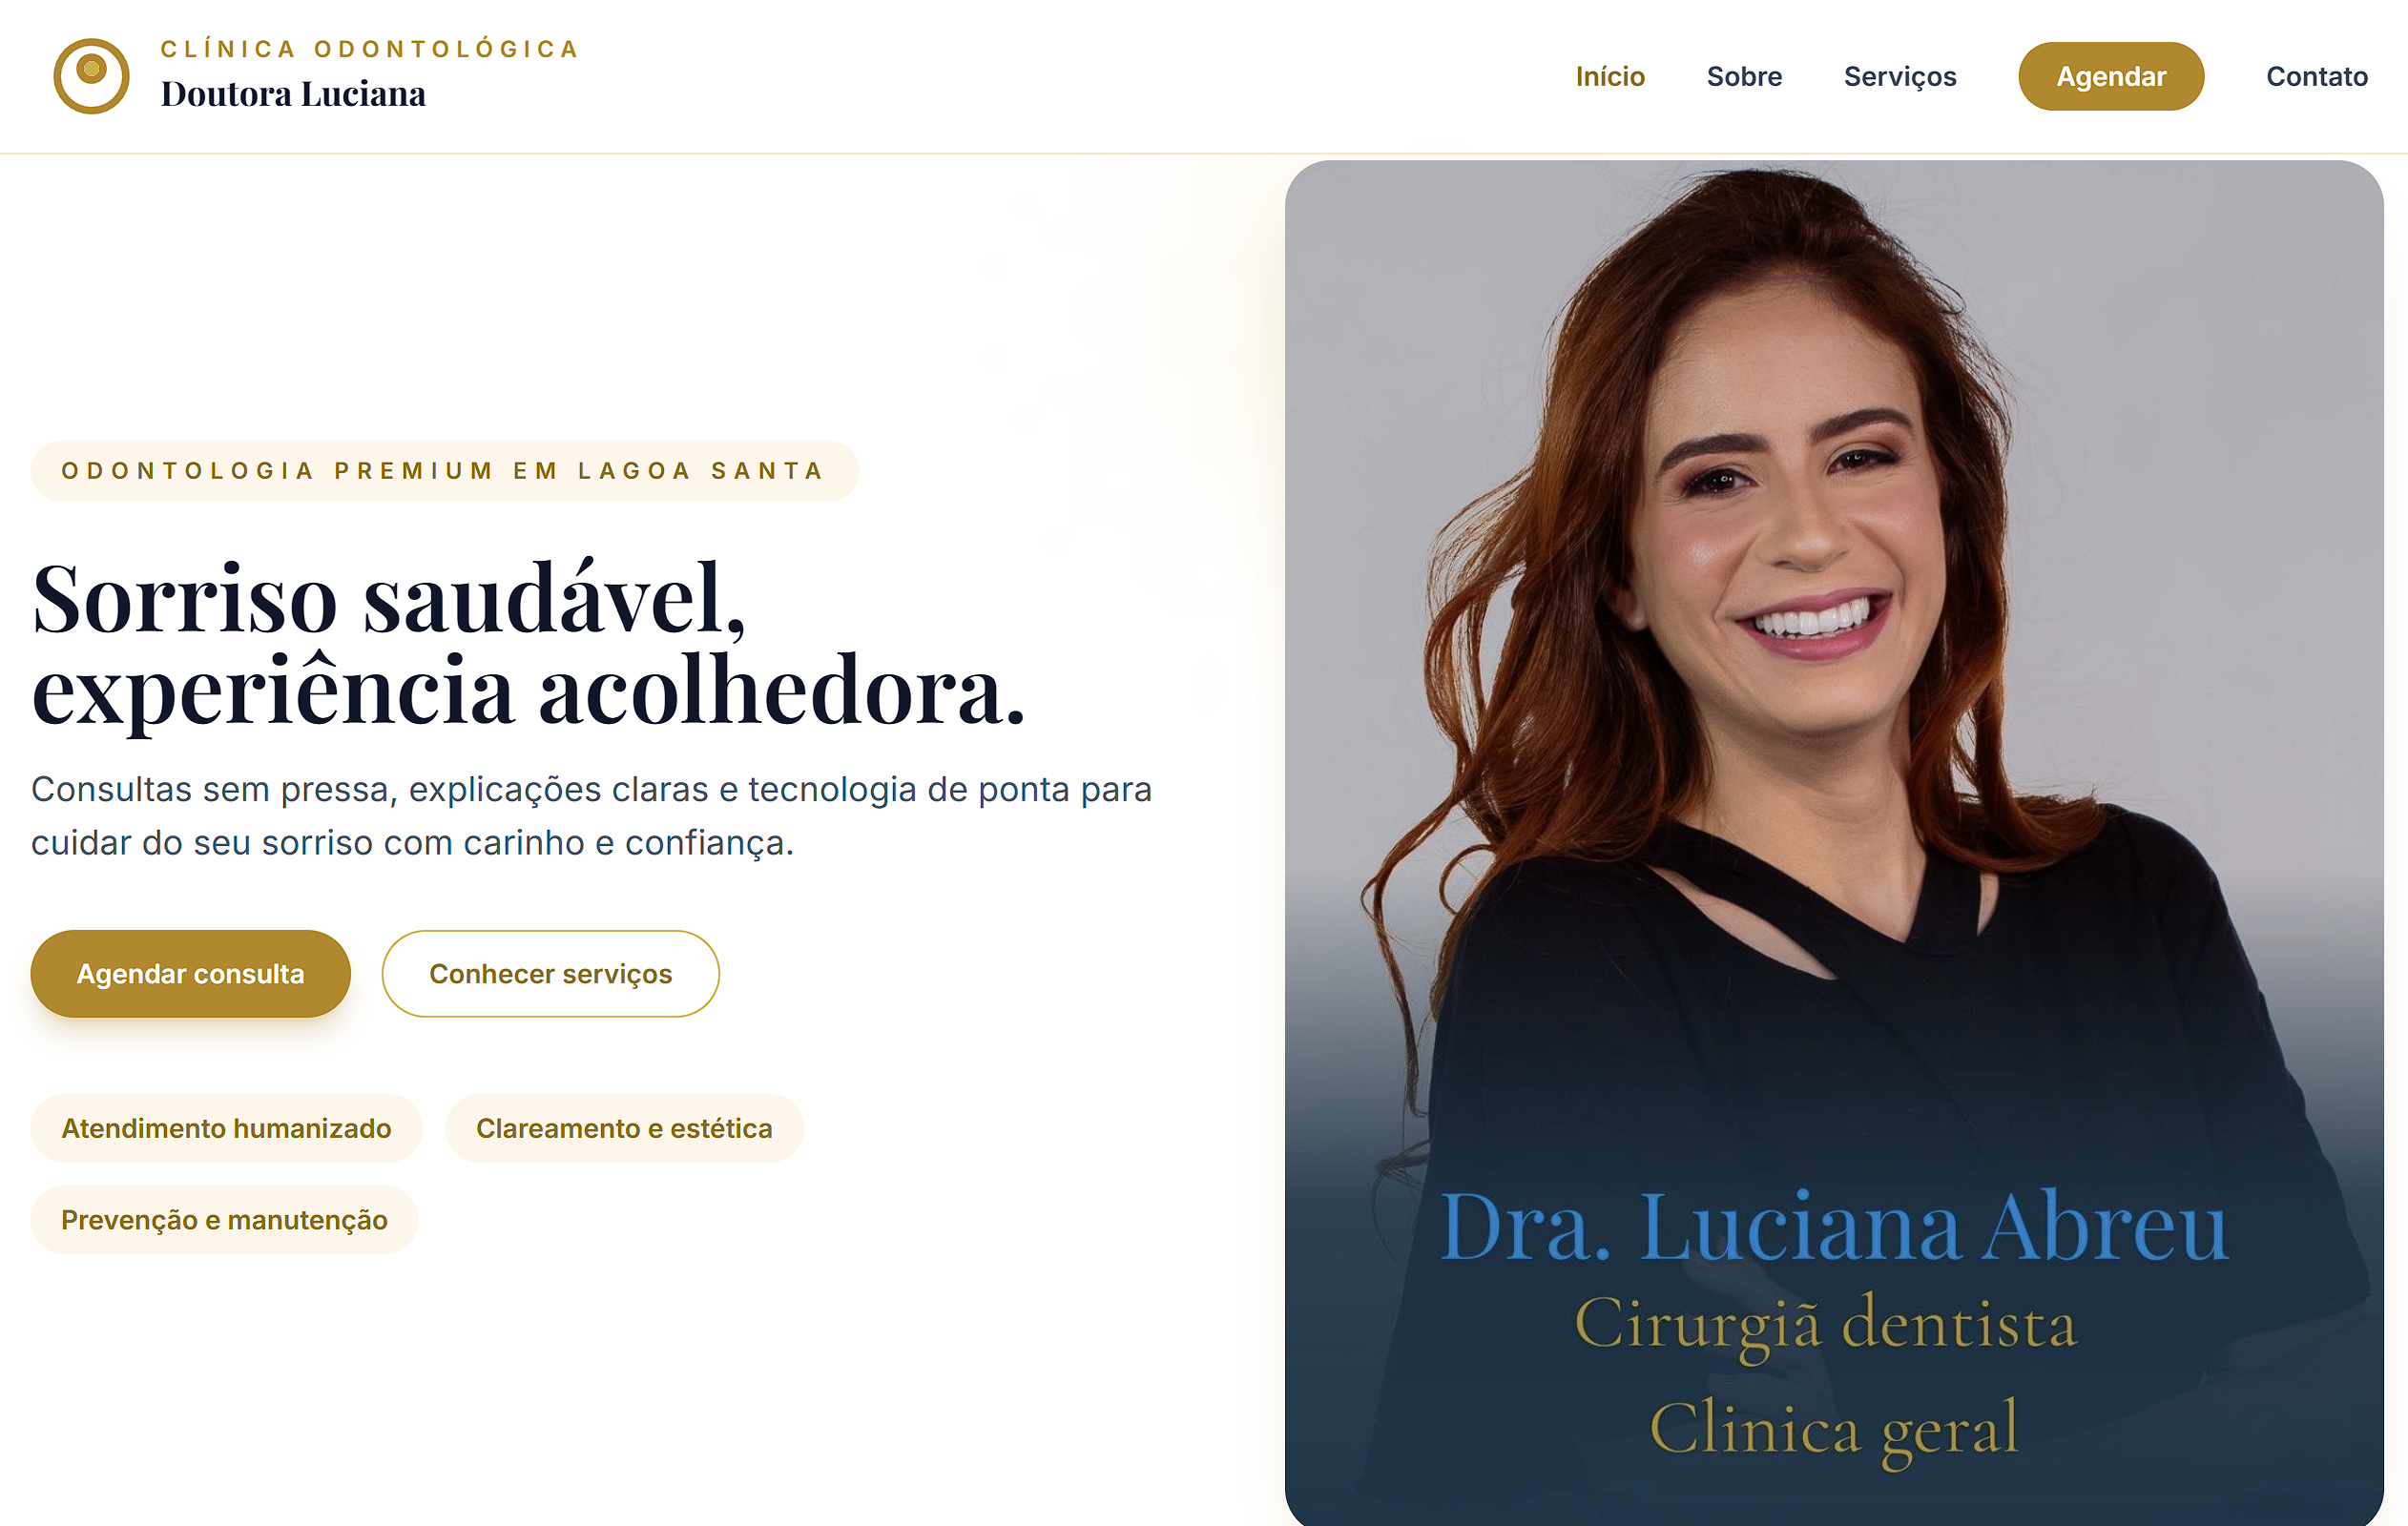 CLÍNICA ODONTOLÓGICA
Doutora Luciana
Início
Sobre
Serviços
Agendar
Contato
ODONTOLOGIA PREMIUM EM LAGOA SANTA
Sorriso saudável,
experiência acolhedora.
Consultas sem pressa, explicações claras e tecnologia de ponta para
cuidar do seu sorriso com carinho e confiança.
Agendar consulta
Conhecer serviços
Atendimento humanizado
Clareamento e estética
Prevenção e manutenção
Dra. Luciana Abreu
Cirurgiã dentista
Clinica geral